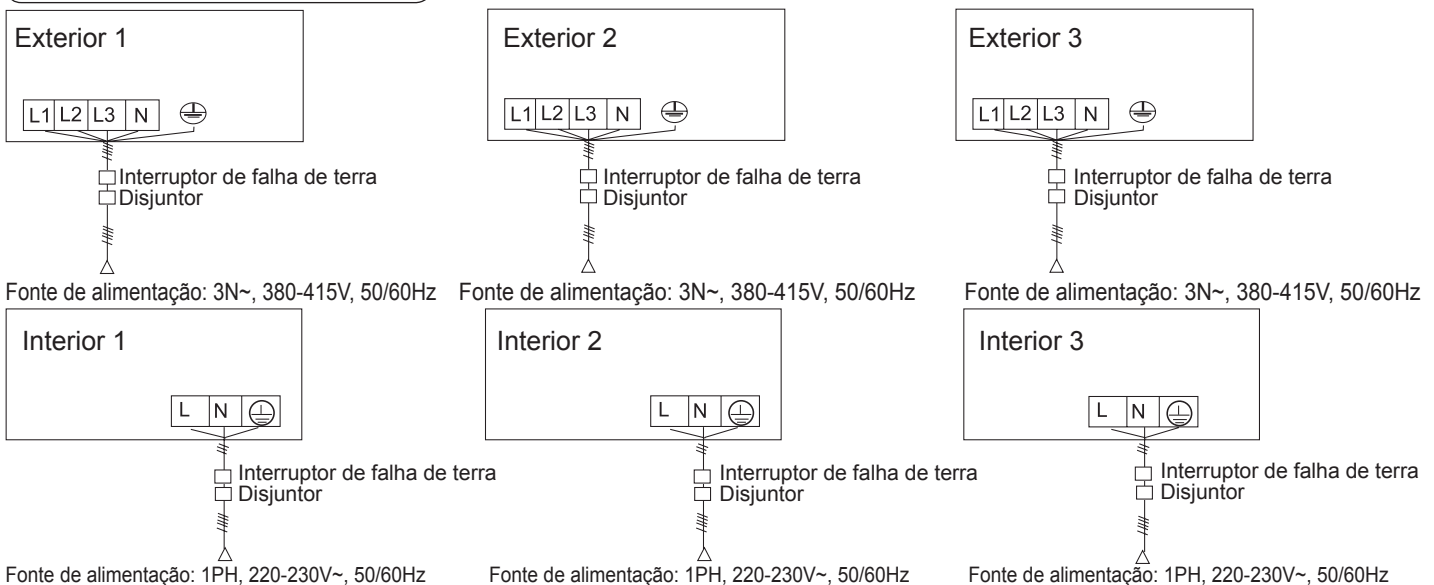 Exterior 1
Exterior 2
Exterior 3
L1 L2 L3 N
L1 L2 L3 N
L1 L2 L3 N
Interruptor de falha de terra
Disjuntor
Interruptor de falha de terra
Disjuntor
Interruptor de falha de terra
Disjuntor
Fonte de alimentação: 3N~, 380-415V, 50/60Hz
Fonte de alimentação: 3N~, 380-415V, 50/60Hz
Fonte de alimentação: 3N~, 380-415V, 50/60Hz
Interior 1
Interior 2
Interior 3
L N
L N
L N
Interruptor de falha de terra
Disjuntor
Interruptor de falha de terra
Disjuntor
Interruptor de falha de terra
Disjuntor
Fonte de alimentação: 1PH, 220-230V~, 50/60Hz
Fonte de alimentação: 1PH, 220-230V~, 50/60Hz
Fonte de alimentação: 1PH, 220-230V~, 50/60Hz